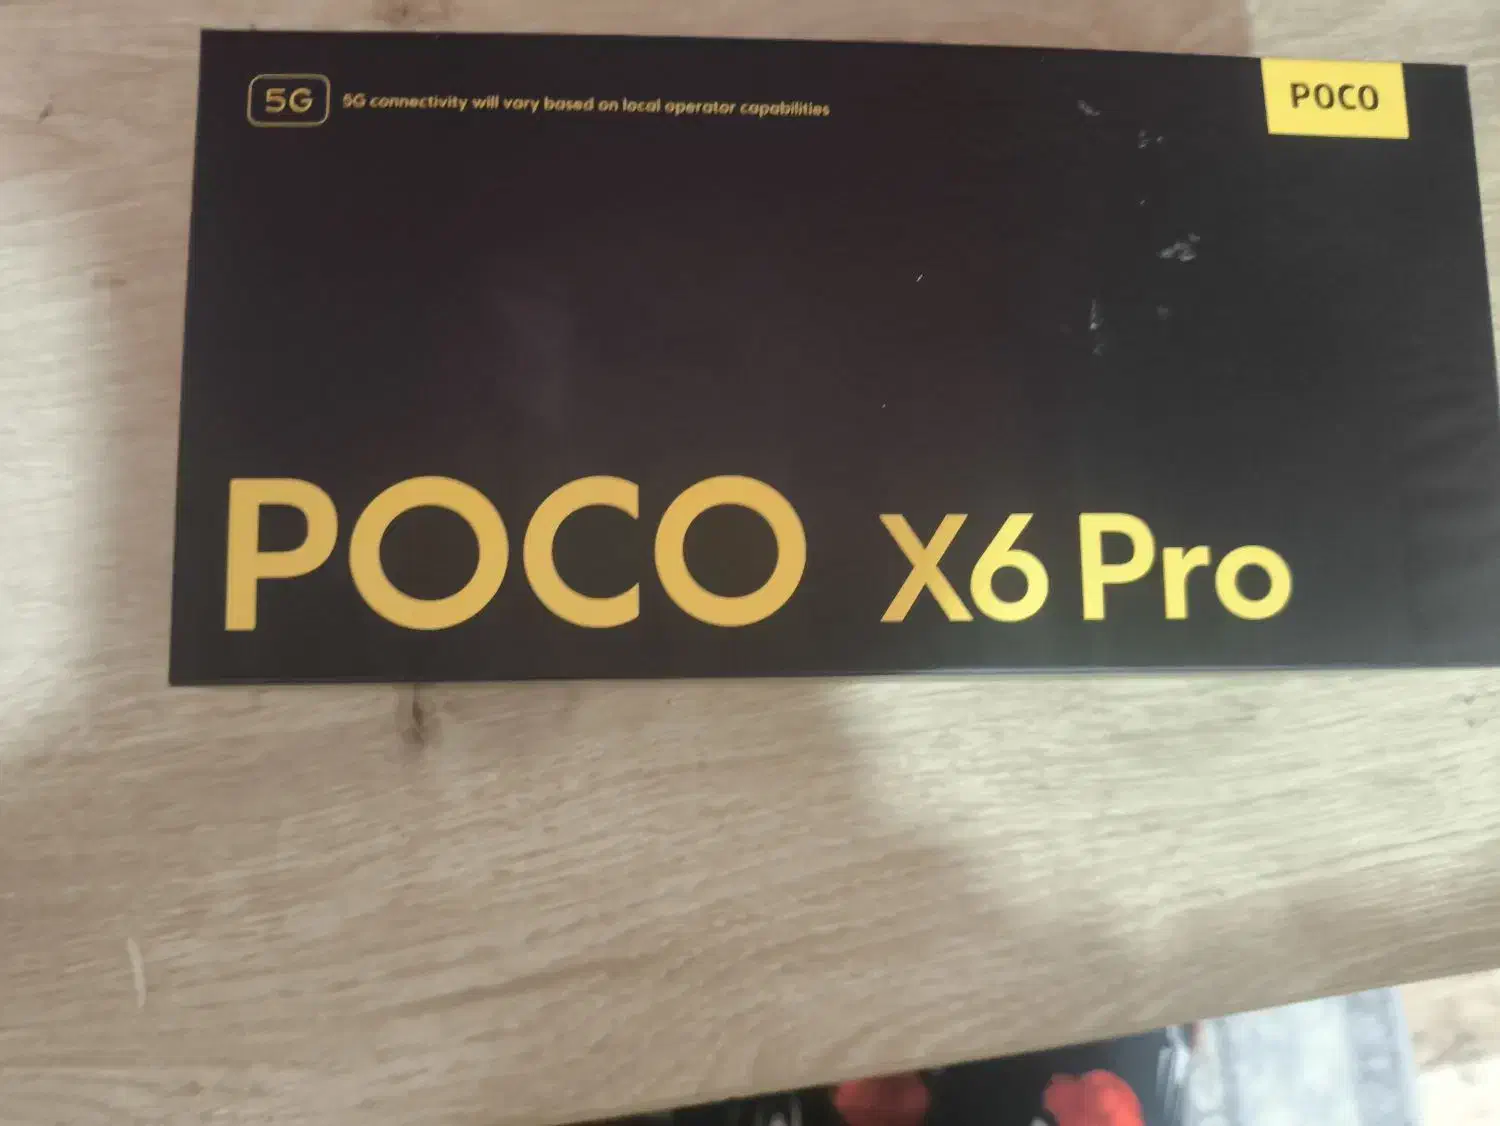 5G 5G connectivity will vary based on local operator capabilities
POCO
POCO X6 Pro